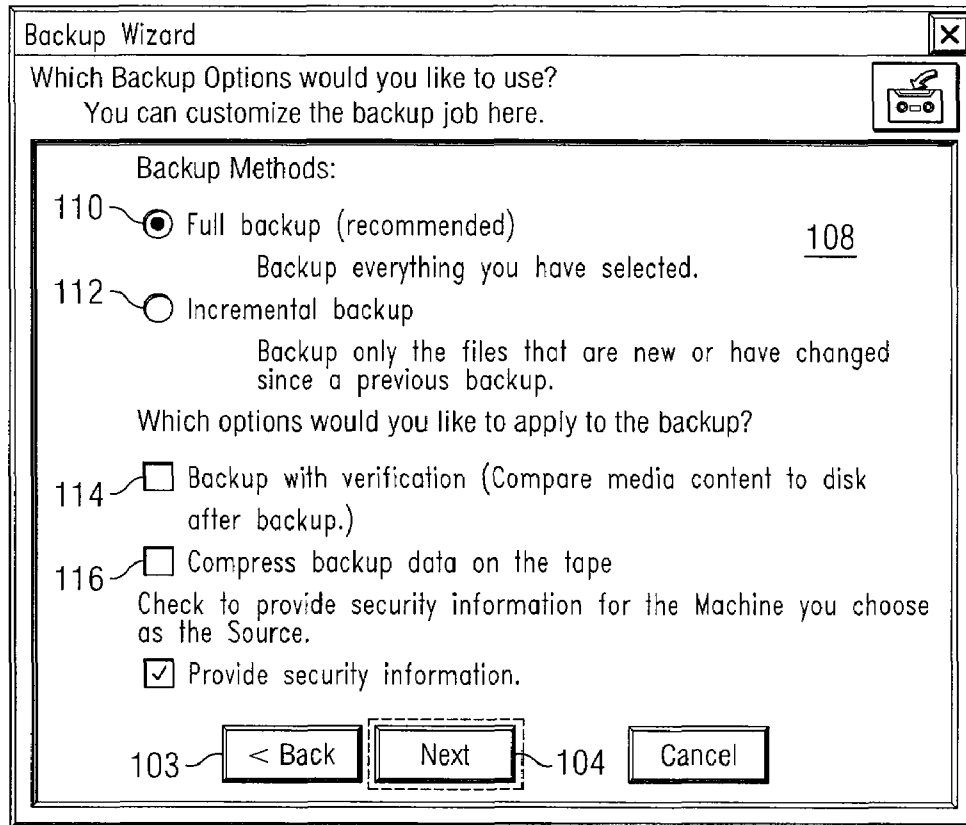 Backup Wizard
Which Backup Options would you like to use?
You can customize the backup job here.
Backup Methods:
110
Full backup (recommended)
108
Backup everything you have selected.
112
Incremental backup
Backup only the files that are new or have changed
since a previous backup.
Which options would you like to apply to the backup?
114
Backup with verification (Compare media content to disk
after backup.)
116
Compress backup data on the tape
Check to provide security information for the Machine you choose
as the Source.
Provide security information.
103
< Back
Next
104
Cancel